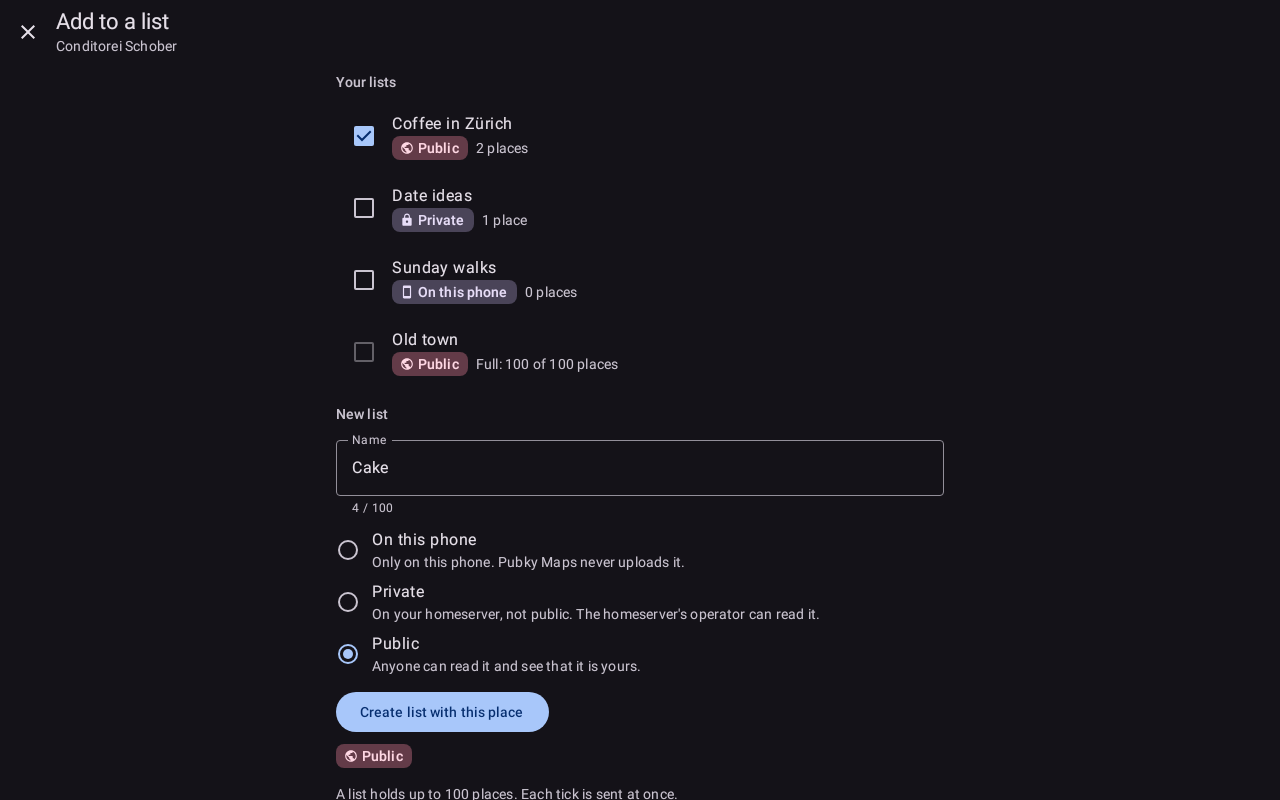 Add to a list
Conditorei Schober
Your lists
Coffee in Zürich
Public 2 places
Date ideas
Private 1 place
Sunday walks
On this phone 0 places
Old town
Public Full: 100 of 100 places
New list
Name
Cake
4 / 100
On this phone
Only on this phone. Pubky Maps never uploads it.
Private
On your homeserver, not public. The homeserver's operator can read it.
Public
Anyone can read it and see that it is yours.
Create list with this place
Public
A list holds up to 100 places. Each tick is sent at once.